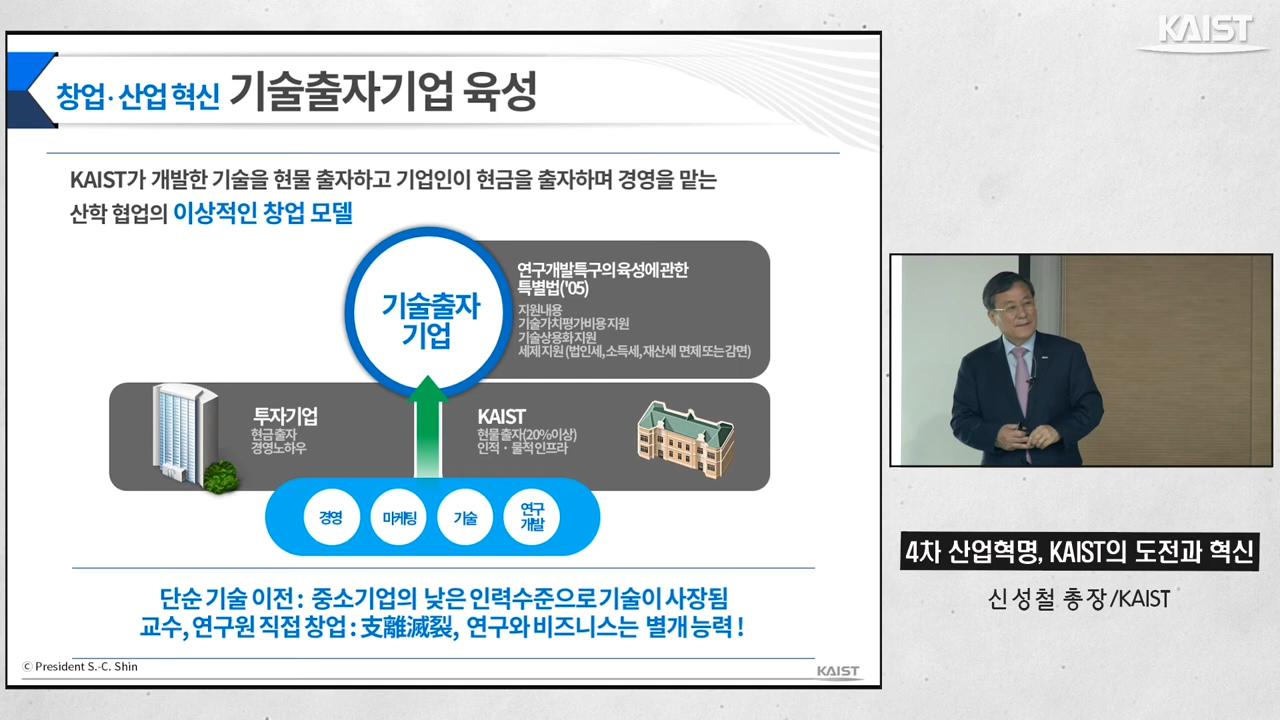 KAIST
창업·산업 혁신 기술출자기업 육성
KAIST가 개발한 기술을 현물 출자하고 기업인이 현금을 출자하며 경영을 맡는
산학 협업의 이상적인 창업 모델
기술출자
기업
연구개발특구의 육성에 관한
특별법('05)
지원내용
기술가치평가비용 지원
기술상용화 지원
세제 지원 (법인세, 소득세, 재산세 면제 또는 감면)
투자기업
현금 출자
경영노하우
KAIST
현물 출자(20%이상)
인적・물적 인프라
경영
마케팅
기술
연구
개발
단순 기술 이전 : 중소기업의 낮은 인력수준으로 기술이 사장됨
교수, 연구원 직접 창업 : 支離滅裂, 연구와 비즈니스는 별개 능력 !
© President S.-C. Shin
KAIST
4차 산업혁명, KAIST의 도전과 혁신
신성철 총장/KAIST